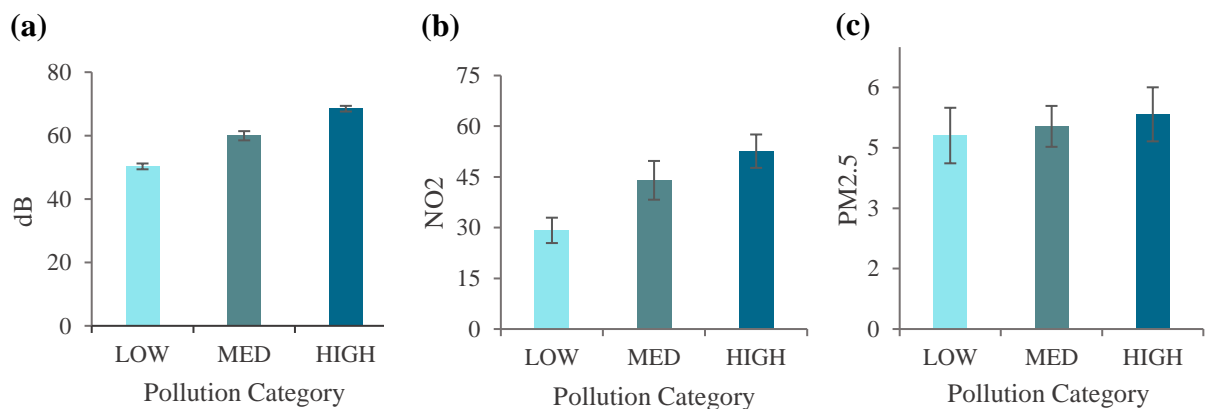 (a)
dB
80
60
40
20
0
LOW MED HIGH
Pollution Category
(b)
NO2
75
60
45
30
15
0
LOW MED HIGH
Pollution Category
(c)
PM2.5
6
5
3
2
0
LOW MED HIGH
Pollution Category